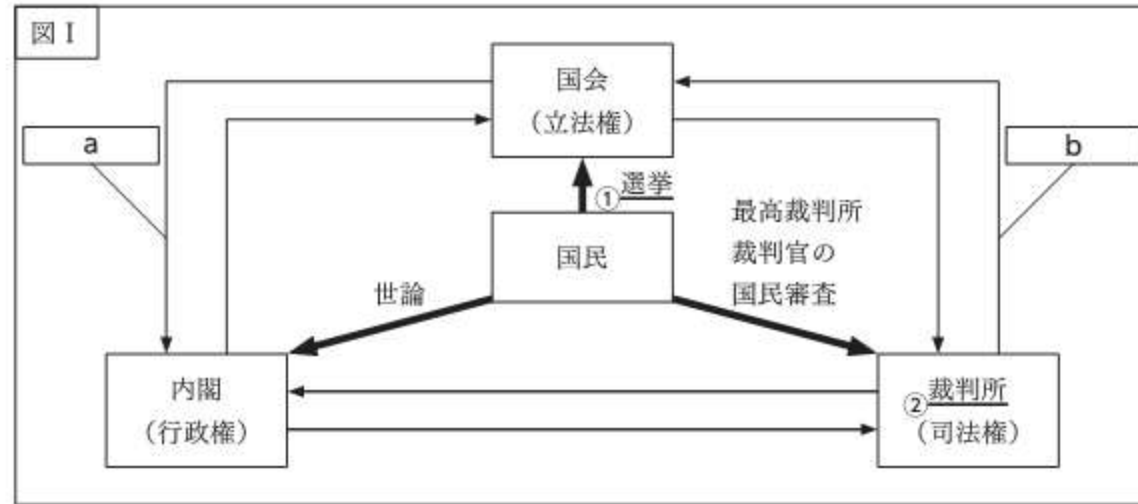 図Ⅰ
国会
(立法権)
a
b
①選挙
最高裁判所
裁判官の
国民審査
国民
世論
内閣
(行政権)
②裁判所
(司法権)